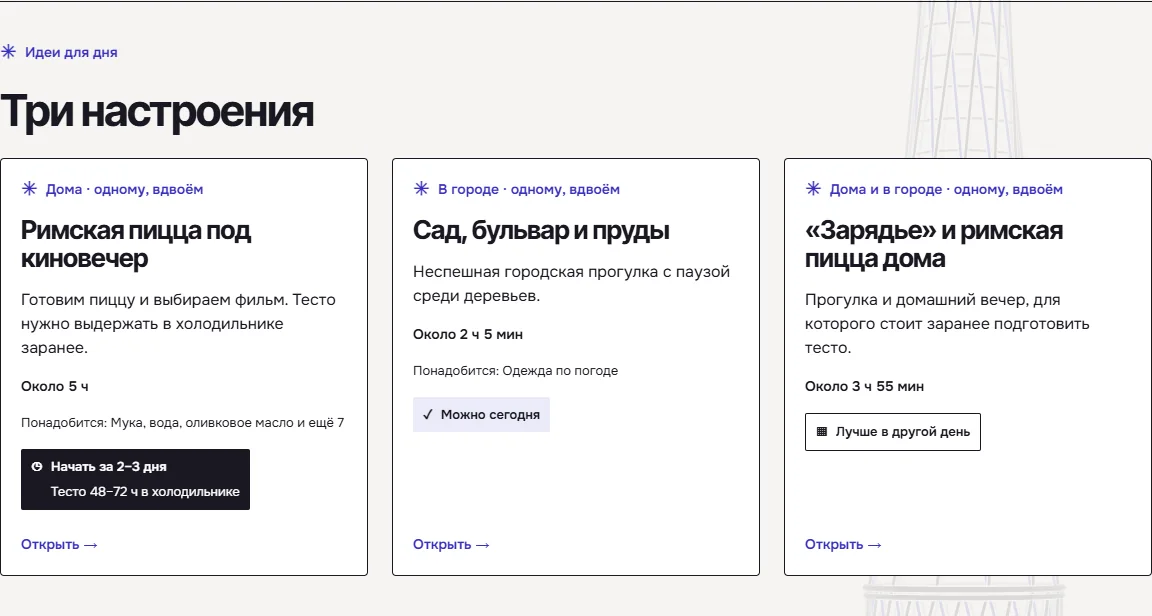 Идеи для дня
Три настроения
Дома · одному, вдвоём
Римская пицца под
киновечер
Готовим пиццу и выбираем фильм. Тесто
нужно выдержать в холодильнике
заранее.
Около 5 ч
Понадобится: Мука, вода, оливковое масло и ещё 7
Начать за 2–3 дня
Тесто 48–72 ч в холодильнике
Открыть →
В городе · одному, вдвоём
Сад, бульвар и пруды
Неспешная городская прогулка с паузой
среди деревьев.
Около 2 ч 5 мин
Понадобится: Одежда по погоде
✓ Можно сегодня
Открыть →
Дома и в городе · одному, вдвоём
«Зарядье» и римская
пицца дома
Прогулка и домашний вечер, для
которого стоит заранее подготовить
тесто.
Около 3 ч 55 мин
Лучше в другой день
Открыть →